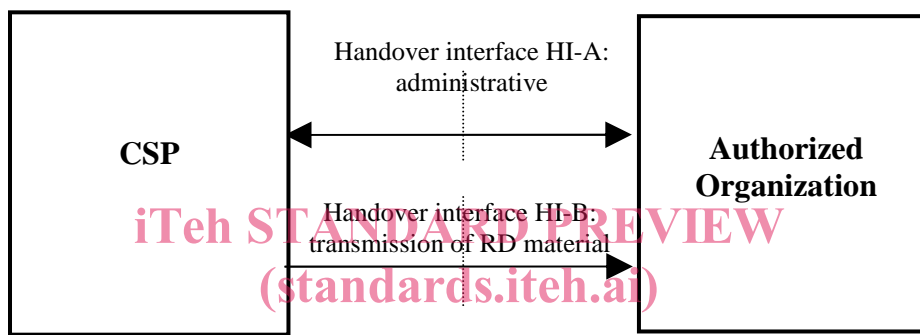 Handover interface HI-A:
administrative
CSP
Authorized
Organization
Handover interface HI-B:
transmission of RD material
iTeh STANDARD PREVIEW
(standards.iteh.ai)